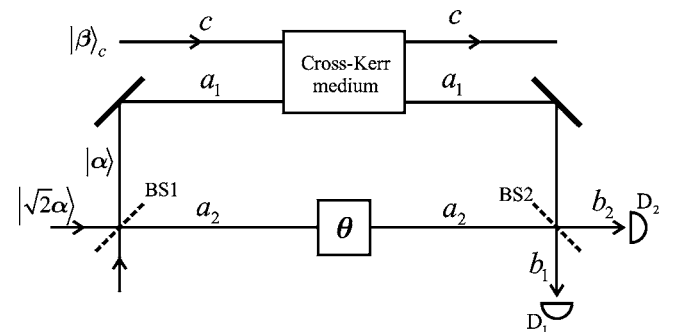 |β⟩c c c
Cross-Kerr
medium
a1 a1
|α⟩
|√2α⟩ BS1 a2 θ a2 BS2 b2 D2
b1
D1